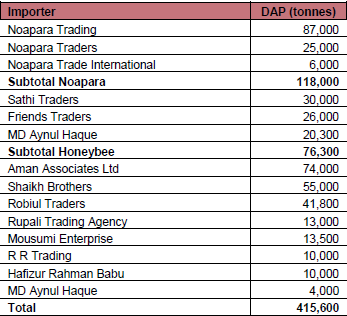 Importer DAP (tonnes)
Noapara Trading 87,000
Noapara Traders 25,000
Noapara Trade International 6,000
Subtotal Noapara 118,000
Sathi Traders 30,000
Friends Traders 26,000
MD Aynul Haque 20,300
Subtotal Honeybee 76,300
Aman Associates Ltd 74,000
Shaikh Brothers 55,000
Robiul Traders 41,800
Rupali Trading Agency 13,000
Mousumi Enterprise 13,500
R R Trading 10,000
Hafizur Rahman Babu 10,000
MD Aynul Haque 4,000
Total 415,600